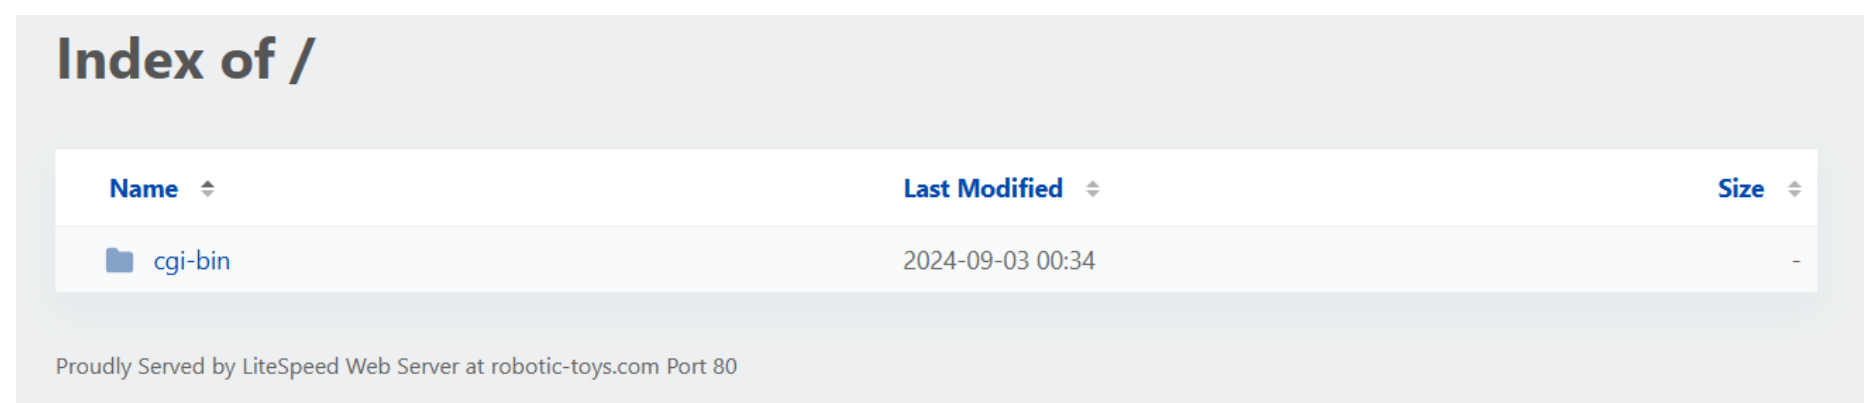 Index of /
Name Last Modified Size
cgi-bin 2024-09-03 00:34 -
Proudly Served by LiteSpeed Web Server at robotic-toys.com Port 80